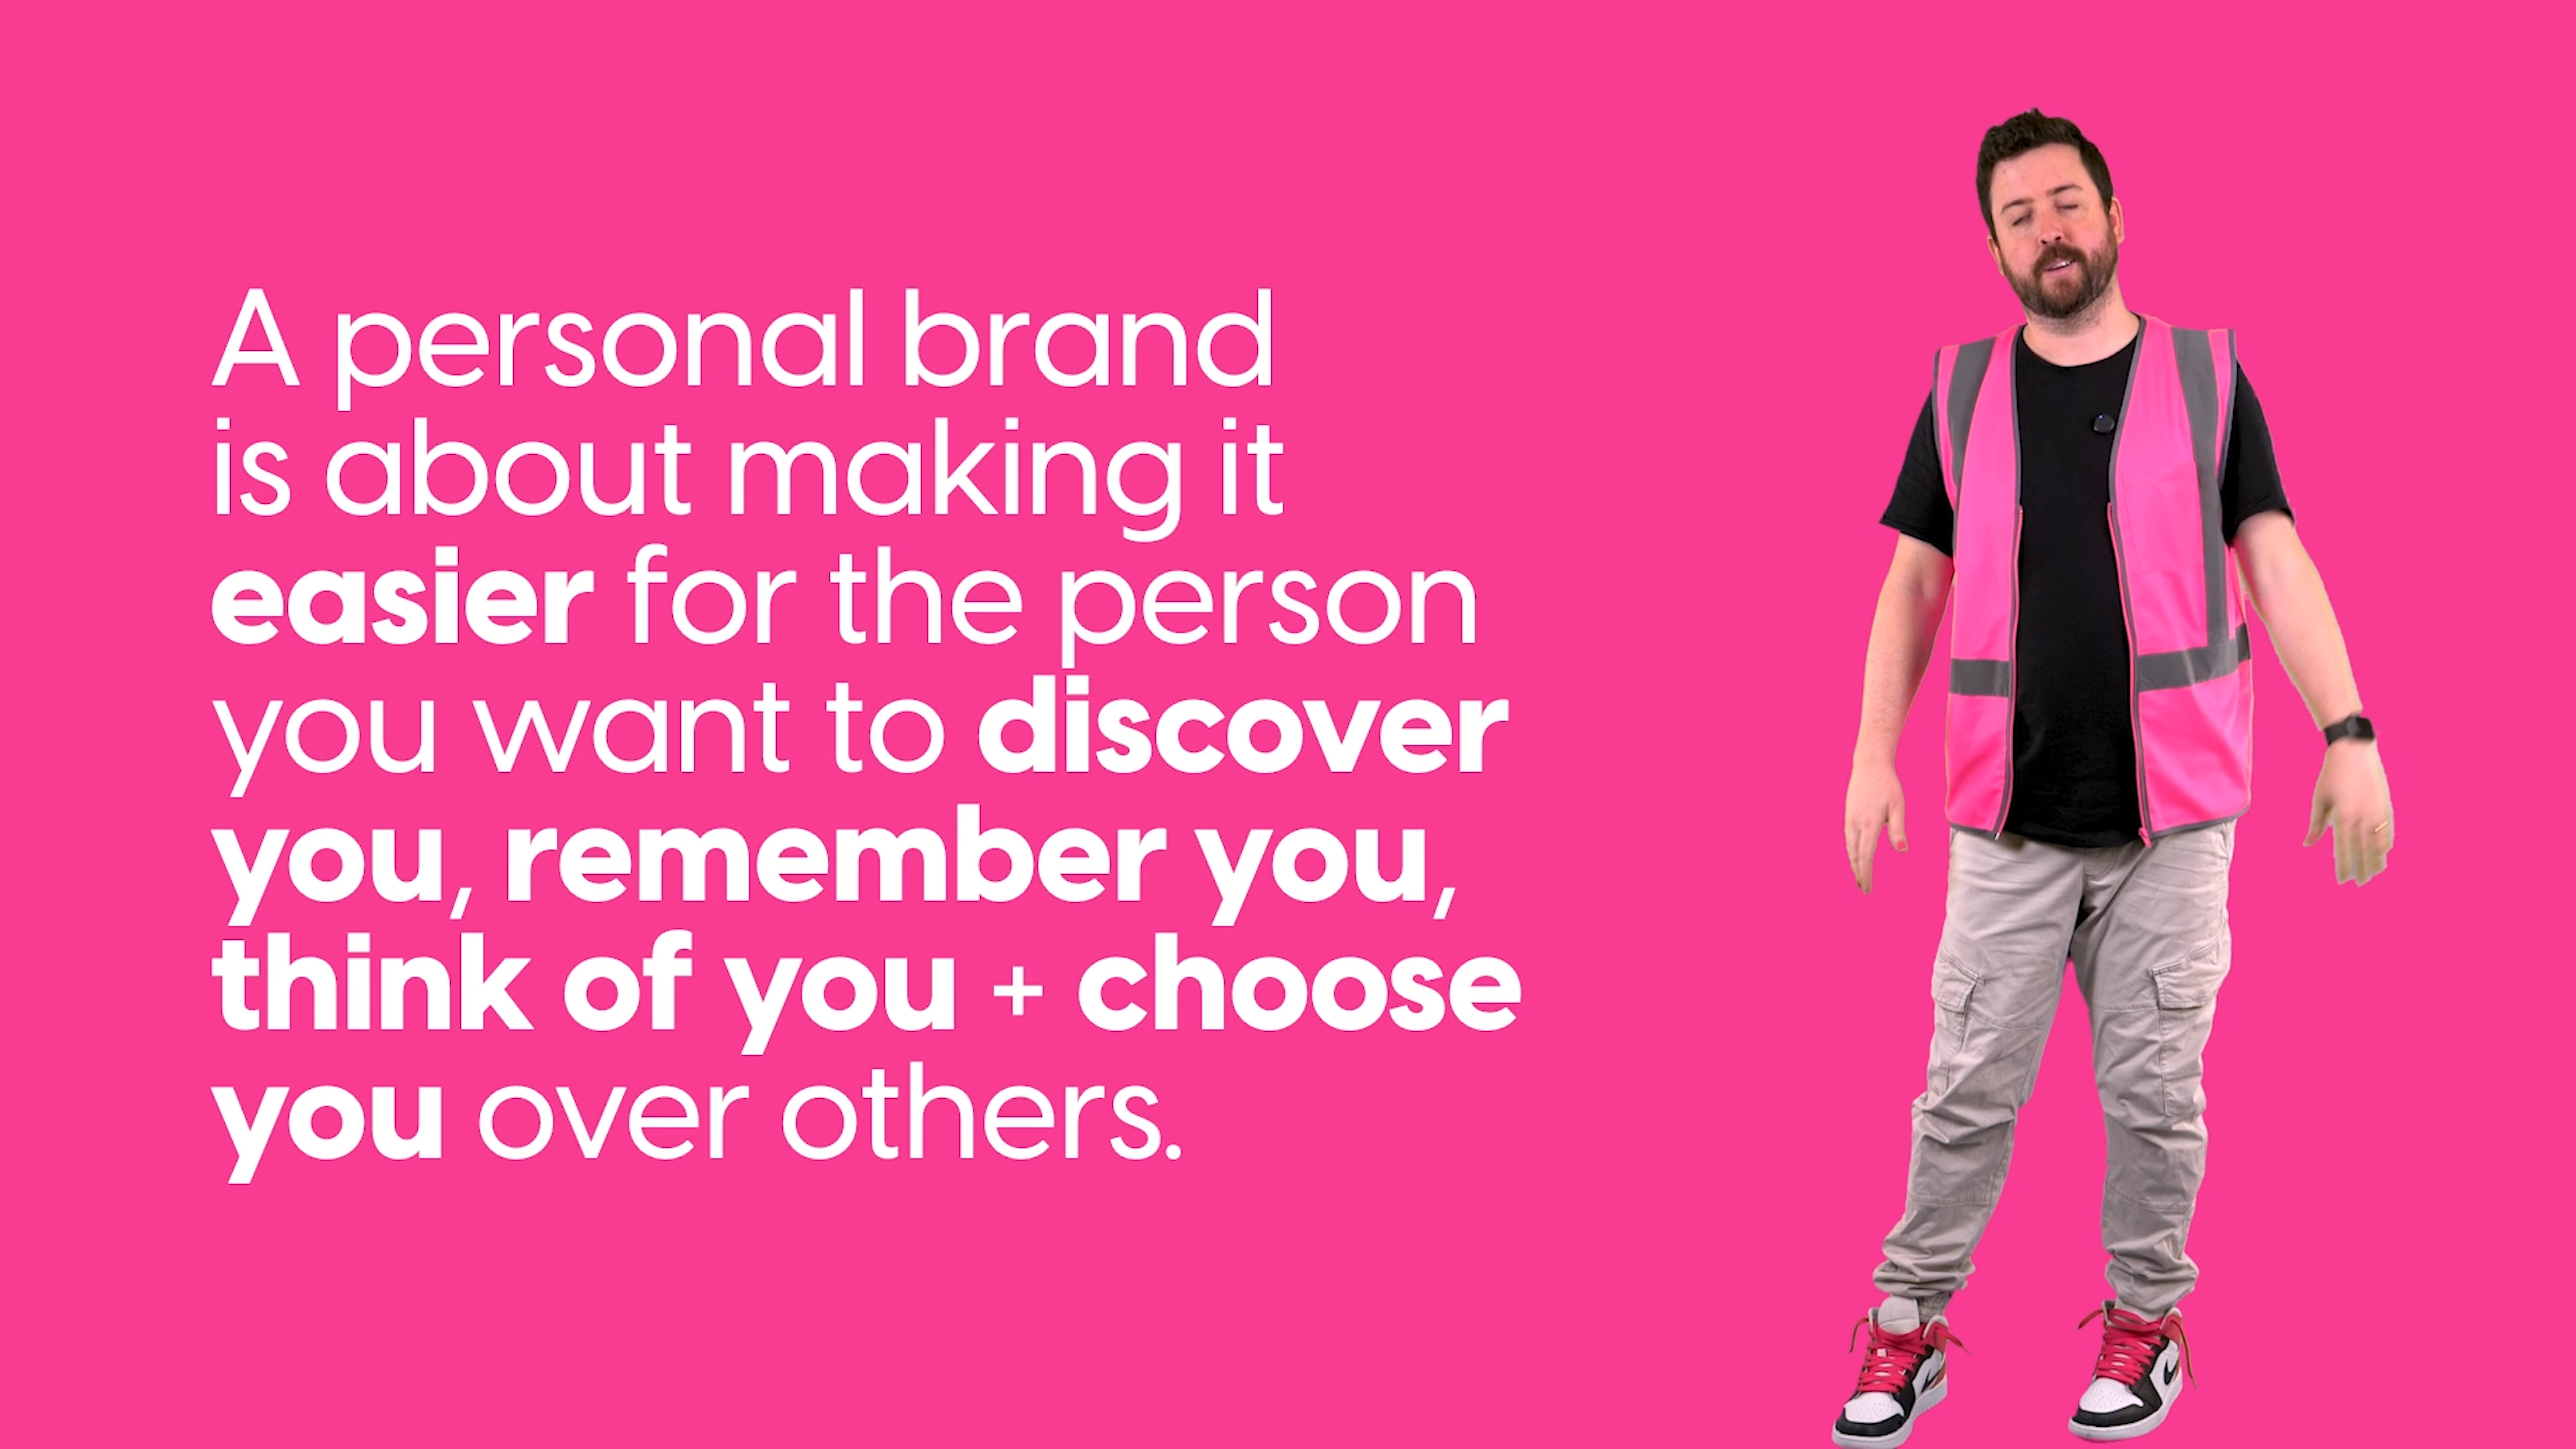 A personal brand
is about making it
easier for the person
you want to discover
you, remember you,
think of you + choose
you over others.